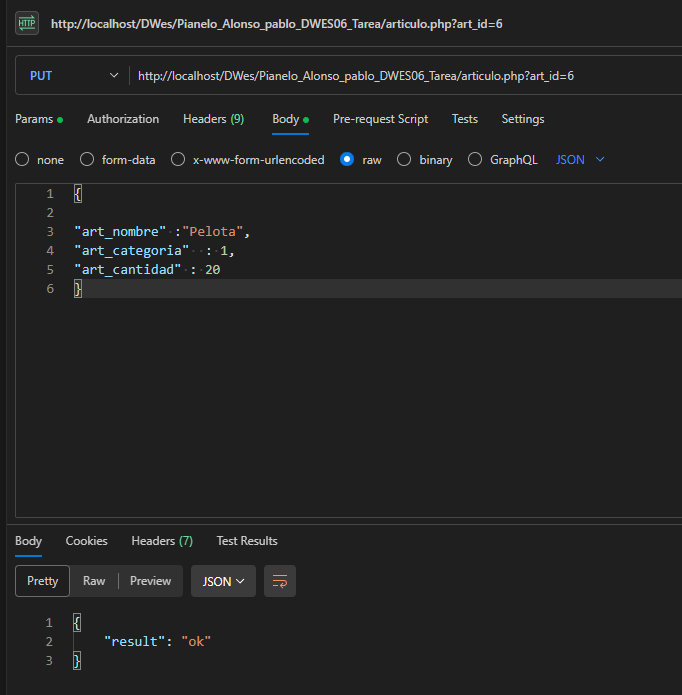 HTTP http://localhost/DWes/Pianelo_Alonso_pablo_DWES06_Tarea/articulo.php?art_id=6
PUT http://localhost/DWes/Pianelo_Alonso_pablo_DWES06_Tarea/articulo.php?art_id=6
Params Authorization Headers (9) Body Pre-request Script Tests Settings
none form-data x-www-form-urlencoded raw binary GraphQL JSON
1 {
2
3 "art_nombre" :"Pelota",
4 "art_categoria"  : 1,
5 "art_cantidad" : 20
6 }
Body Cookies Headers (7) Test Results
Pretty Raw Preview JSON
1 {
2     "result": "ok"
3 }